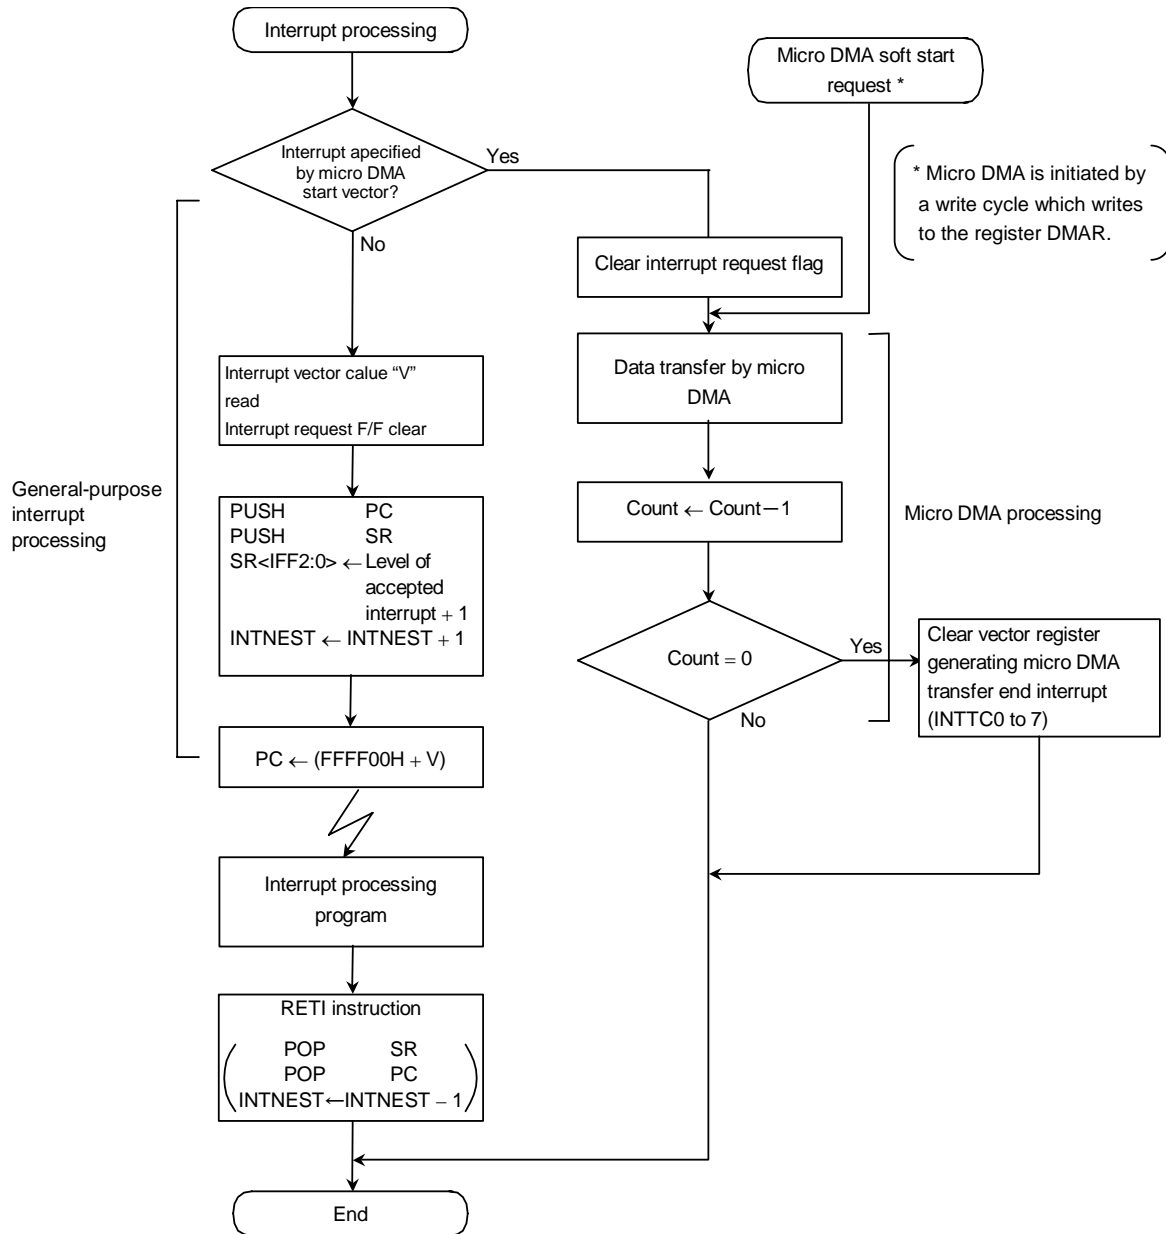 Interrupt processing
Micro DMA soft start
request *
Interrupt apecified
by micro DMA
start vector?
Yes
No
* Micro DMA is initiated by
a write cycle which writes
to the register DMAR.
Clear interrupt request flag
Interrupt vector calue “V”
read
Interrupt request F/F clear
Data transfer by micro
DMA
General-purpose
interrupt
processing
PUSH PC
PUSH SR
SR<IFF2:0> ← Level of
accepted
interrupt + 1
INTNEST ← INTNEST + 1
Count ← Count−1
Micro DMA processing
Count = 0
Yes
No
Clear vector register
generating micro DMA
transfer end interrupt
(INTTC0 to 7)
PC ← (FFFF00H + V)
Interrupt processing
program
RETI instruction
POP SR
POP PC
INTNEST←INTNEST − 1
End